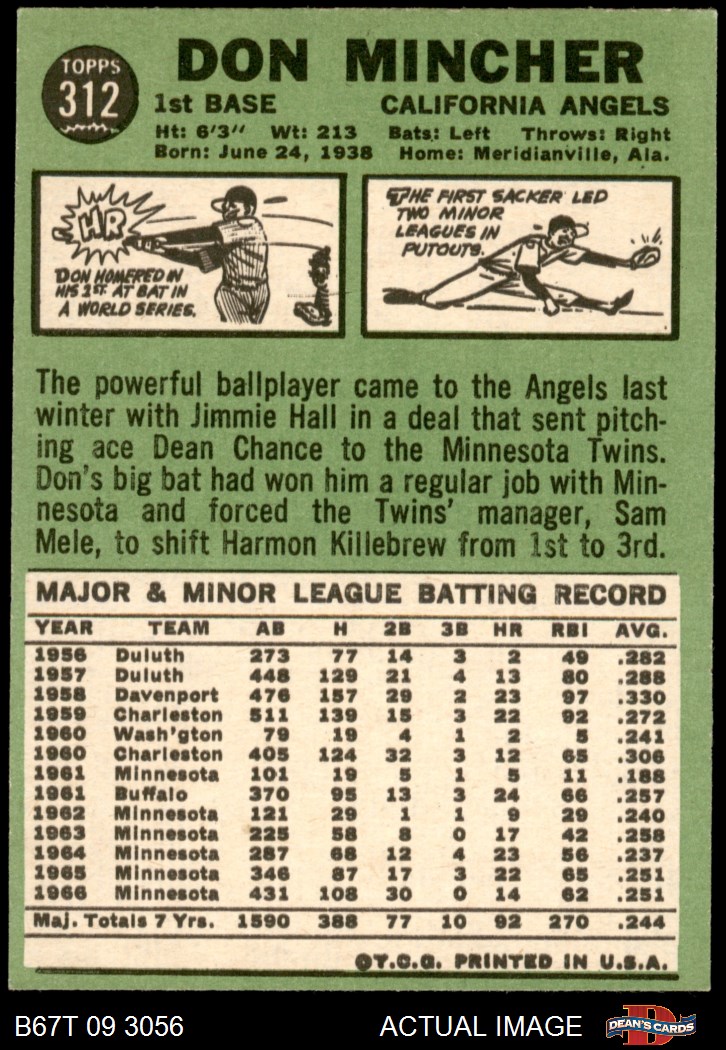 TOPPS
312
DON MINCHER
1st BASE CALIFORNIA ANGELS
Ht: 6'3" Wt: 213 Bats: Left Throws: Right
Born: June 24, 1938 Home: Meridianville, Ala.
HR
DON HOMERED IN
HIS 1ST. AT BAT IN
A WORLD SERIES.
THE FIRST SACKER LED
TWO MINOR
LEAGUES IN
PUTOUTS.
The powerful ballplayer came to the Angels last
winter with Jimmie Hall in a deal that sent pitch-
ing ace Dean Chance to the Minnesota Twins.
Don's big bat had won him a regular job with Min-
nesota and forced the Twins' manager, Sam
Mele, to shift Harmon Killebrew from 1st to 3rd.
MAJOR & MINOR LEAGUE BATTING RECORD
YEAR TEAM AB H 2B 3B HR RBI AVG.
1956 Duluth 273 77 14 3 2 49 .282
1957 Duluth 448 129 21 4 13 80 .288
1958 Davenport 476 157 29 2 23 97 .330
1959 Charleston 511 139 15 3 22 92 .272
1960 Wash'gton 79 19 4 1 2 5 .241
1960 Charleston 405 124 32 3 12 65 .306
1961 Minnesota 101 19 5 1 5 11 .188
1961 Buffalo 370 95 13 3 24 66 .257
1962 Minnesota 121 29 1 1 9 29 .240
1963 Minnesota 225 58 8 0 17 42 .258
1964 Minnesota 287 68 12 4 23 56 .237
1965 Minnesota 346 87 17 3 22 65 .251
1966 Minnesota 431 108 30 0 14 62 .251
Maj. Totals 7 Yrs. 1590 388 77 10 92 270 .244
©T.C.G. PRINTED IN U.S.A.
B67T 09 3056 ACTUAL IMAGE D DEAN'S CARDS